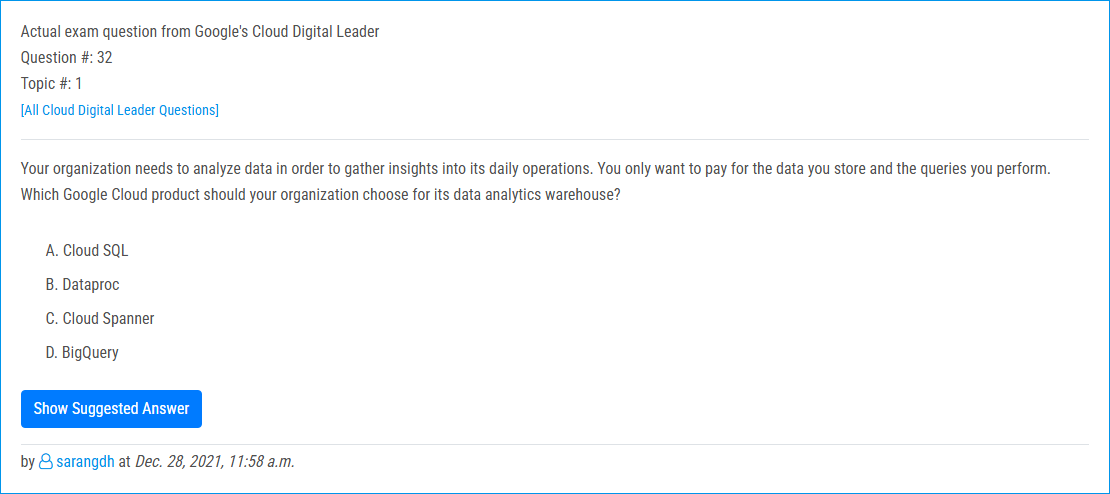 Actual exam question from Google's Cloud Digital Leader
Question #: 32
Topic #: 1
[All Cloud Digital Leader Questions]
Your organization needs to analyze data in order to gather insights into its daily operations. You only want to pay for the data you store and the queries you perform.
Which Google Cloud product should your organization choose for its data analytics warehouse?
A. Cloud SQL
B. Dataproc
C. Cloud Spanner
D. BigQuery
Show Suggested Answer
by sarangdh at Dec. 28, 2021, 11:58 a.m.